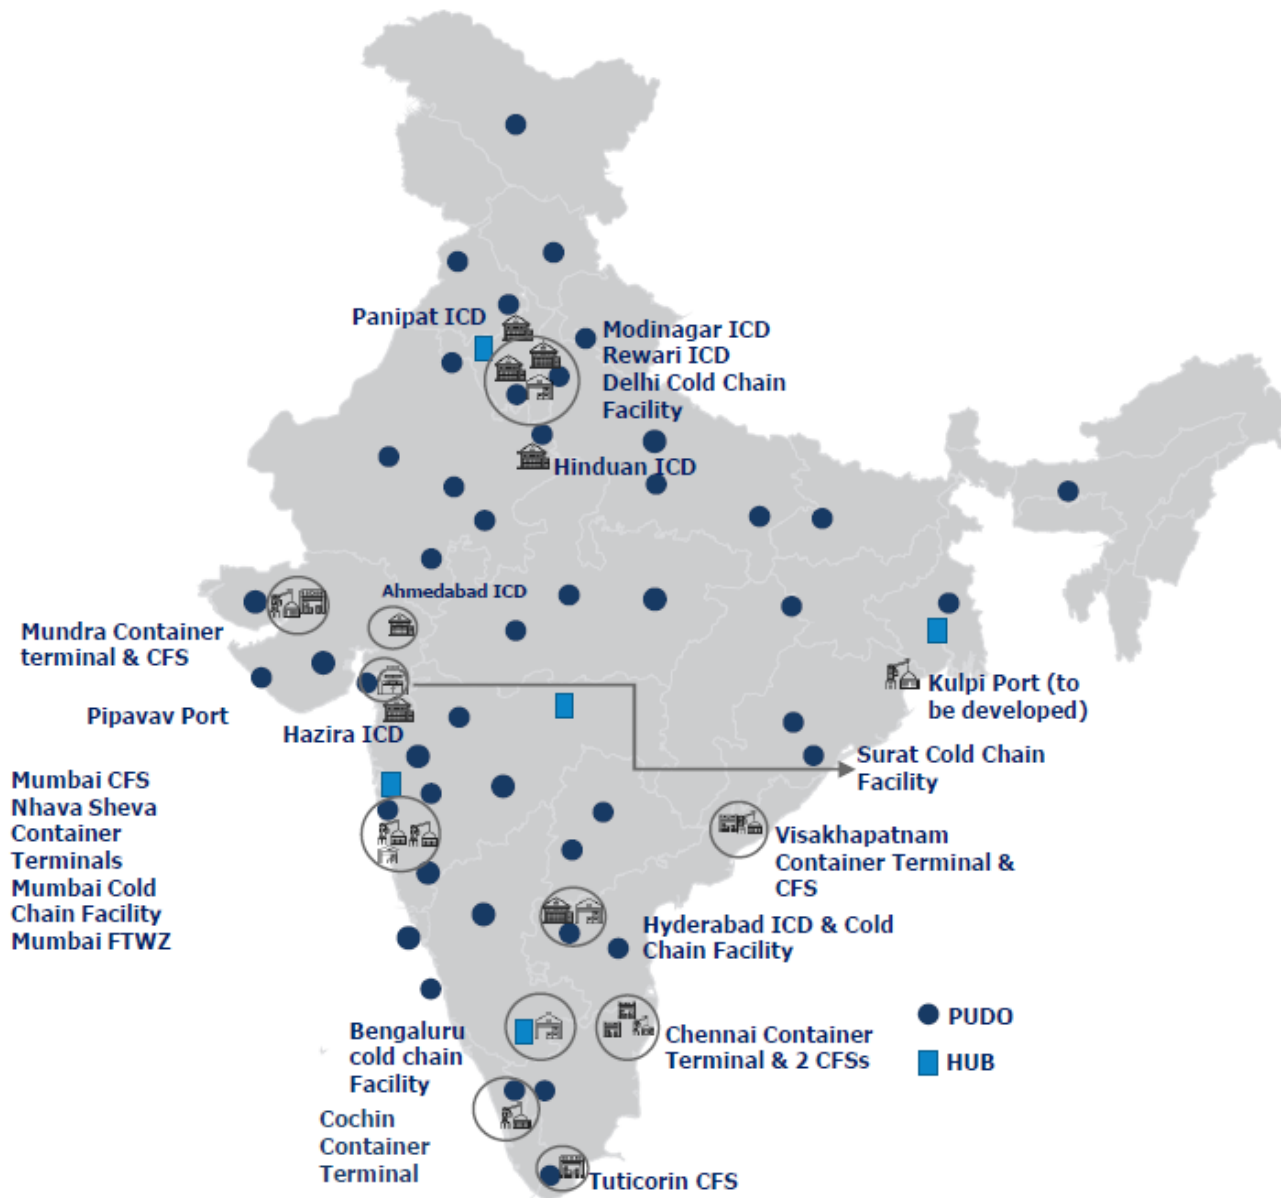 Panipat ICD
Modinagar ICD
Rewari ICD
Delhi Cold Chain
Facility
Hinduan ICD
Ahmedabad ICD
Mundra Container
terminal & CFS
Pipavav Port
Hazira ICD
Kulpi Port (to
be developed)
Surat Cold Chain
Facility
Mumbai CFS
Nhava Sheva
Container
Terminals
Mumbai Cold
Chain Facility
Mumbai FTWZ
Visakhapatnam
Container Terminal &
CFS
Hyderabad ICD & Cold
Chain Facility
Bengaluru
cold chain
Facility
Chennai Container
Terminal & 2 CFSs
PUDO
HUB
Cochin
Container
Terminal
Tuticorin CFS